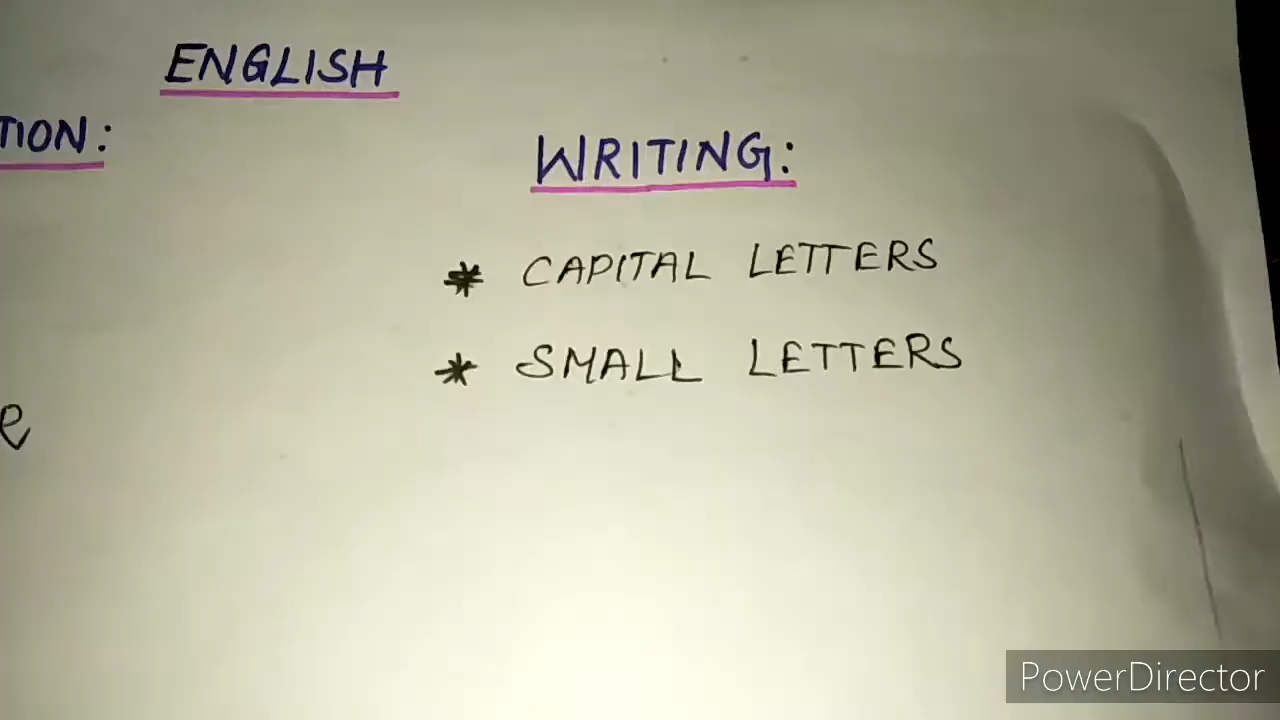 ENGLISH
TION:
WRITING:
* CAPITAL LETTERS
* SMALL LETTERS
e
PowerDirector